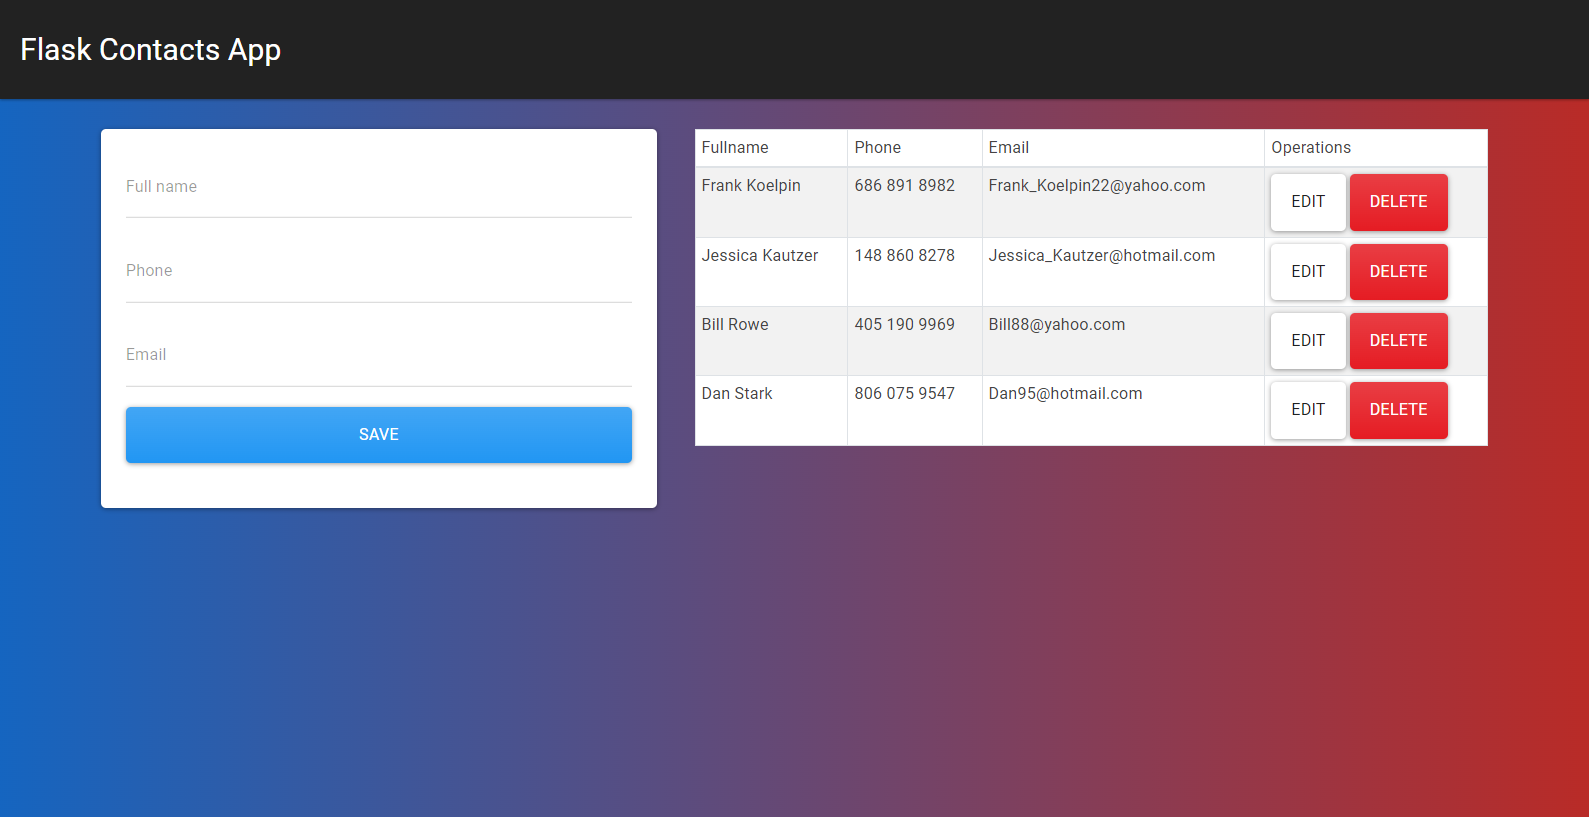 Flask Contacts App
Full name
Phone
Email
SAVE
Fullname Phone Email Operations
Frank Koelpin 686 891 8982 Frank_Koelpin22@yahoo.com EDIT DELETE
Jessica Kautzer 148 860 8278 Jessica_Kautzer@hotmail.com EDIT DELETE
Bill Rowe 405 190 9969 Bill88@yahoo.com EDIT DELETE
Dan Stark 806 075 9547 Dan95@hotmail.com EDIT DELETE